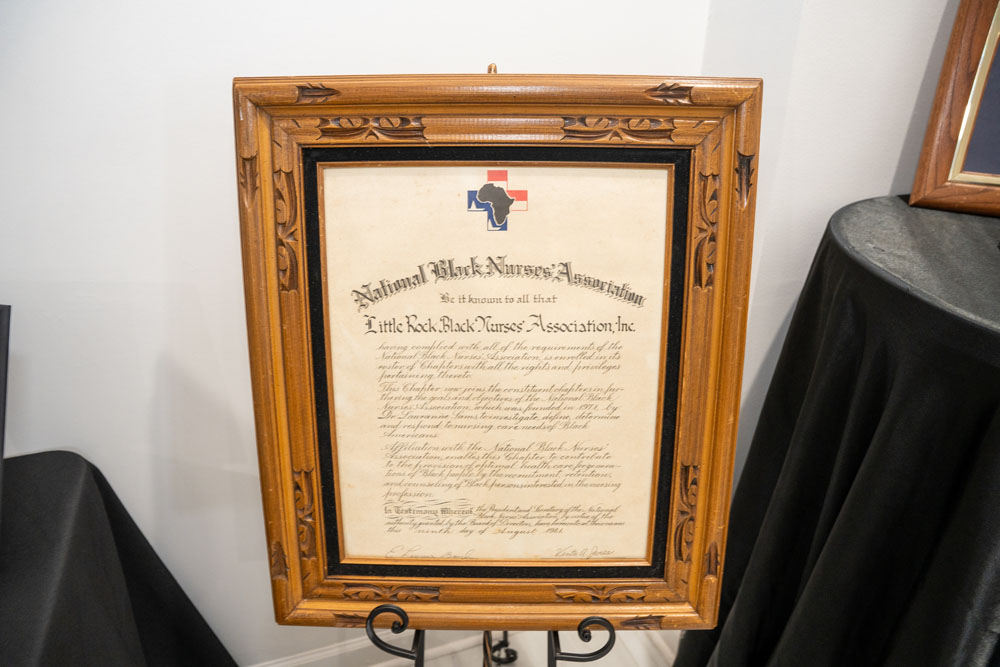 National Black Nurses' Association
Be it known to all that
Little Rock Black Nurses' Association, Inc.
having complied with all of the requirements of the
National Black Nurses' Association, is enrolled in its
roster of Chapters with all the rights and privileges
pertaining thereto.
This Chapter now joins the constituent chapters in fur-
thering the goals and objectives of the National Black
Nurses' Association, which was founded in 1972, by
Dr. Lauranne Sams to investigate, define, determine
and respond to nursing care needs of Black
Americans.
Affiliation with the National Black Nurses'
Association, enables this Chapter to contribute
to the provision of optimal health care for genera-
tions of Black people by the recruitment, retention,
and counseling of Black persons interested in the nursing
profession.
In Testimony Whereof, the President and Secretary of the National
Black Nurses' Association, by virtue of the
authority granted by the Board of Directors, have hereunto set their names
this ninth day of August